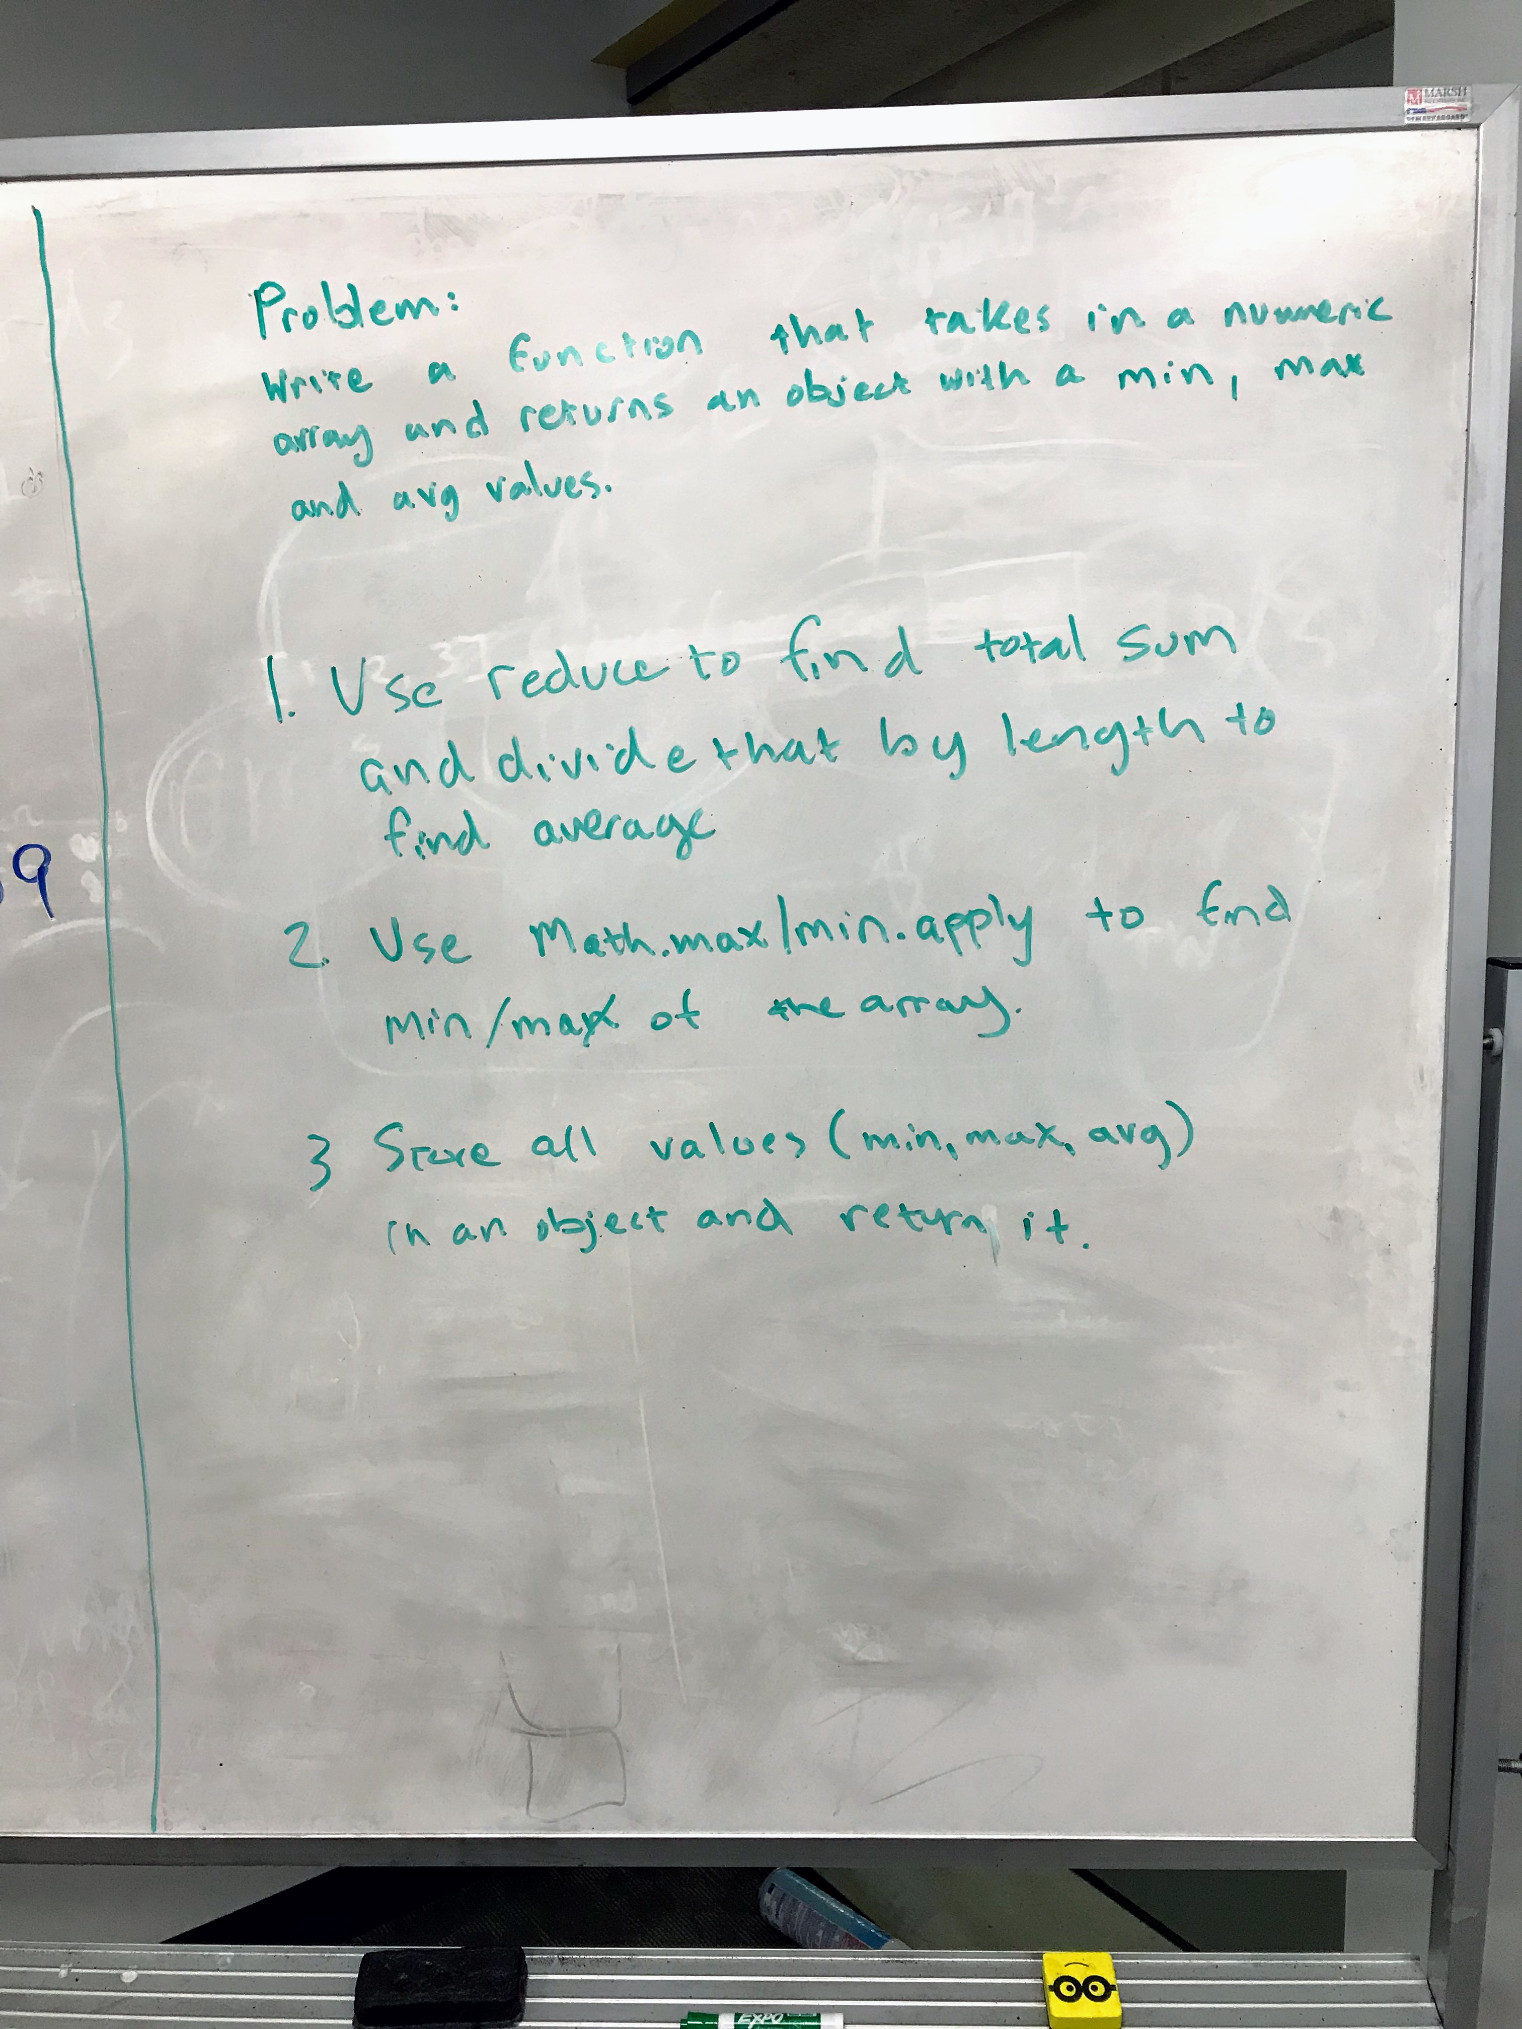 MARSH
Problem:
Write a function that takes in a numeric
array and returns an object with a min, max
and avg values.
1. Use reduce to find total sum
and divide that by length to
find average
2. Use Math.max/min.apply to find
min/max of the array.
3 Store all values (min, max, avg)
in an object and return it.
9
EXPO